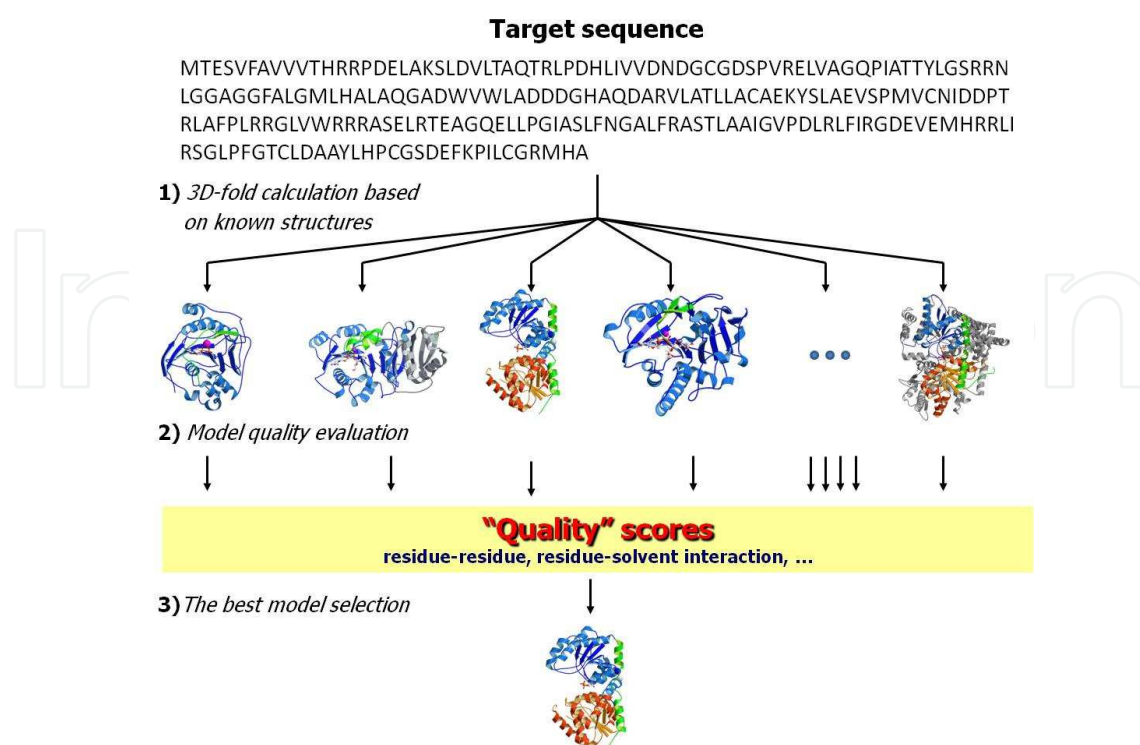 Target sequence
MTESVFAVVVTHRRPDELAKSLDVLTAQTRLPDHLIVVDNDGCGDSPVRELVAGQPIATTYLGSRRN
LGGAGGFALGMLHALAQGADWVWLADDDGHAQDARVLATLLACAEKYSLAEVSPMVCNIDDPT
RLAFPLRRGLVWRRRASELRTEAGQELLPGIASLFNGALFRASTLAAIGVPDLRLFIRGDEVEMHRRLI
RSGLPFGTCLDAAYLHPCGSDEFKPILCGRMHA
1) 3D-fold calculation based
on known structures
2) Model quality evaluation
“Quality” scores
residue-residue, residue-solvent interaction, ...
3) The best model selection